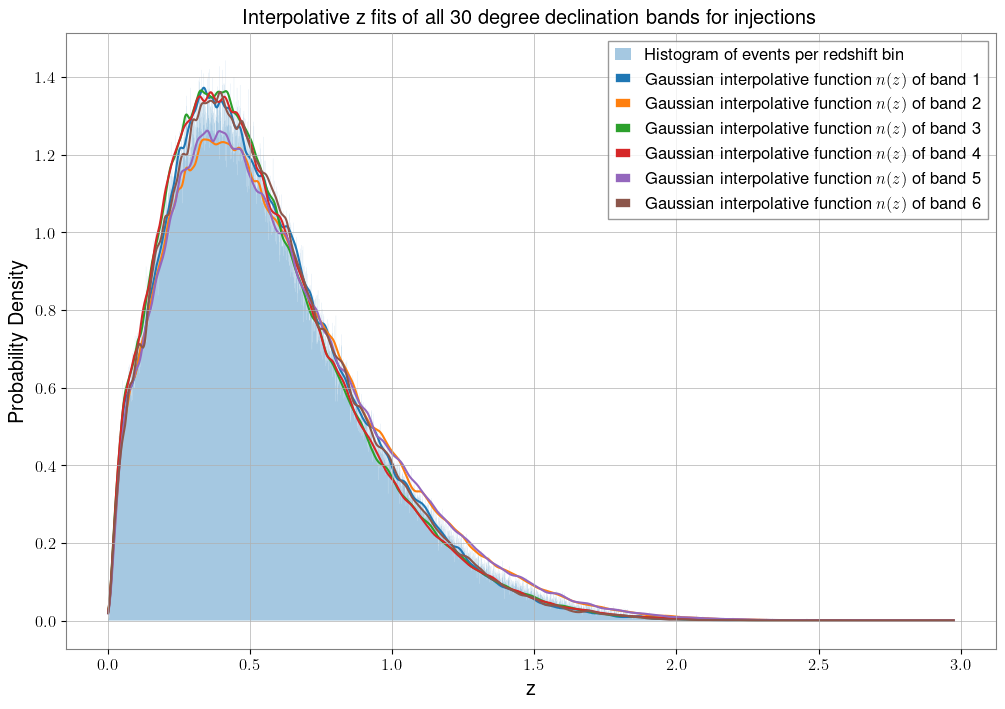 Interpolative z fits of all 30 degree declination bands for injections
Histogram of events per redshift bin
Gaussian interpolative function n(z) of band 1
Gaussian interpolative function n(z) of band 2
Gaussian interpolative function n(z) of band 3
Gaussian interpolative function n(z) of band 4
Gaussian interpolative function n(z) of band 5
Gaussian interpolative function n(z) of band 6
Probability Density
1.4
1.2
1.0
0.8
0.6
0.4
0.2
0.0
0.0 0.5 1.0 1.5 2.0 2.5 3.0
z